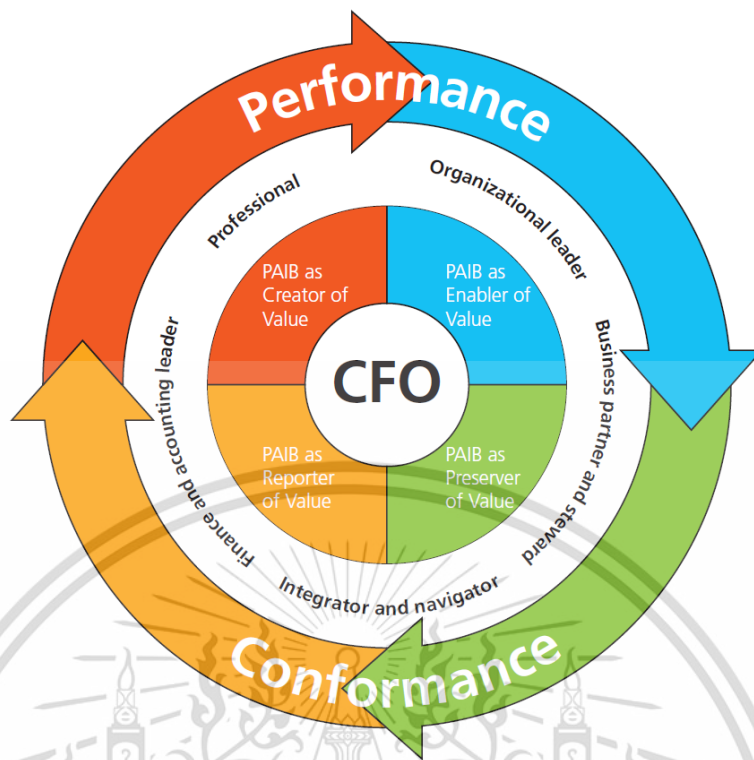 Performance
Professional
Organizational leader
PAIB as
Creator of
Value
PAIB as
Enabler of
Value
CFO
Finance and accounting leader
Business partner and steward
PAIB as
Reporter
of Value
PAIB as
Preserver
of Value
Integrator and navigator
Conformance